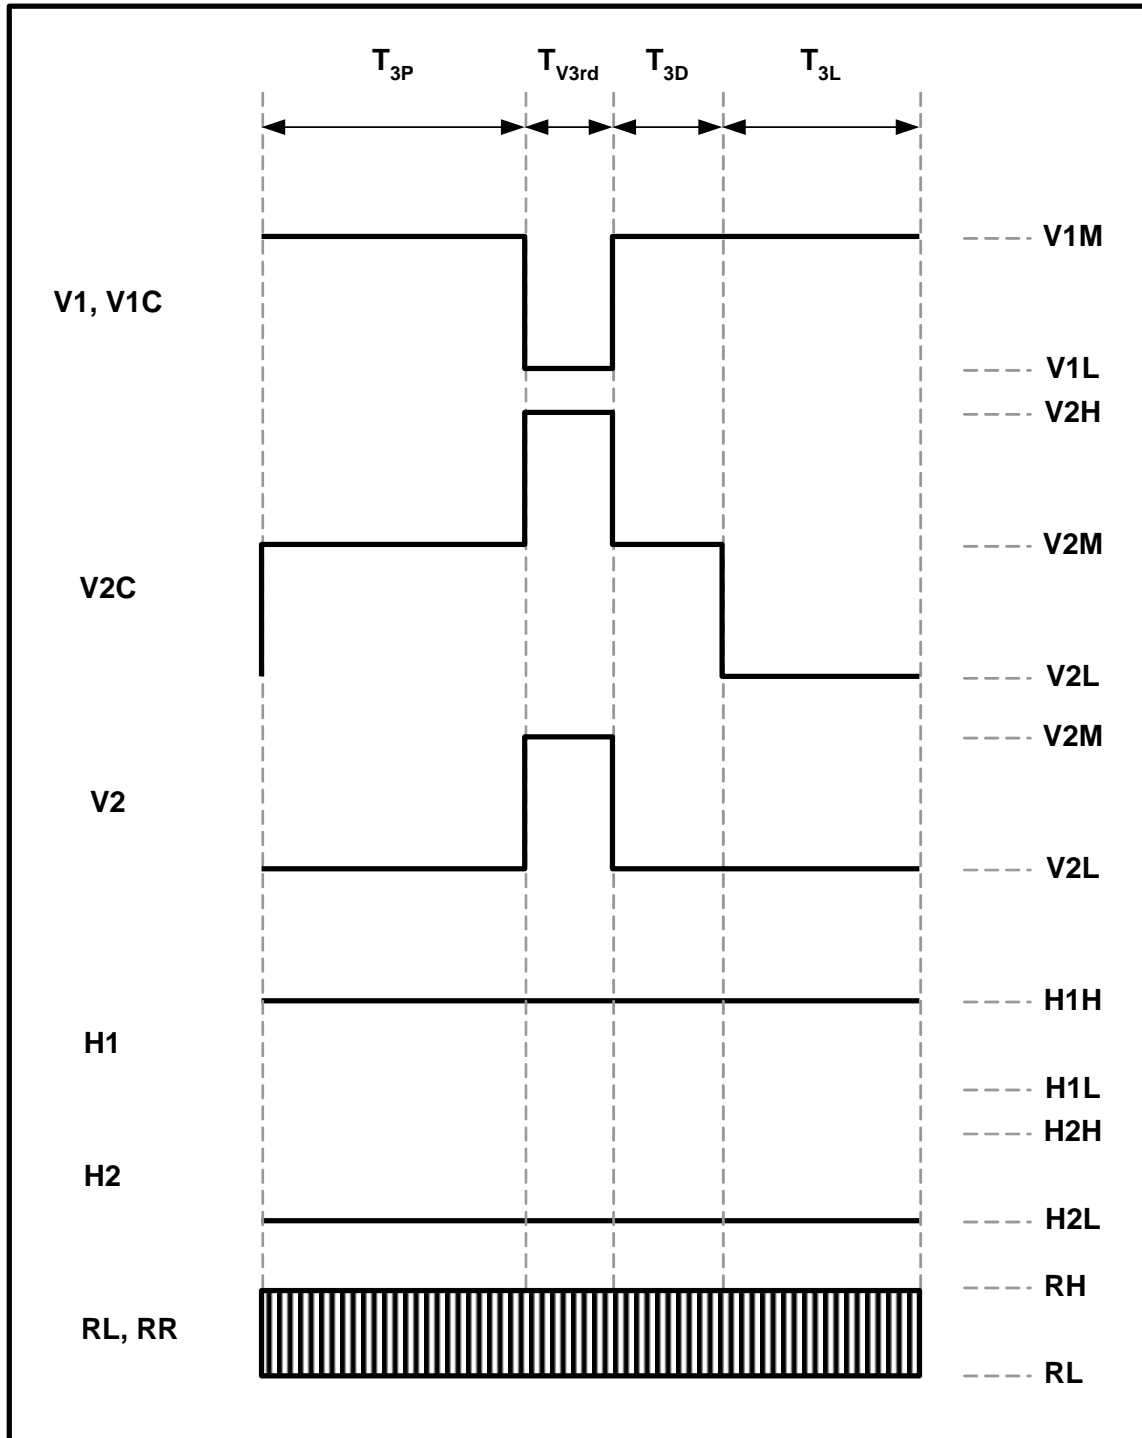 T3P TV3rd T3D T3L
V1M
V1, V1C
V1L
V2H
V2M
V2C
V2L
V2M
V2
V2L
H1H
H1
H1L
H2H
H2
H2L
RH
RL, RR
RL